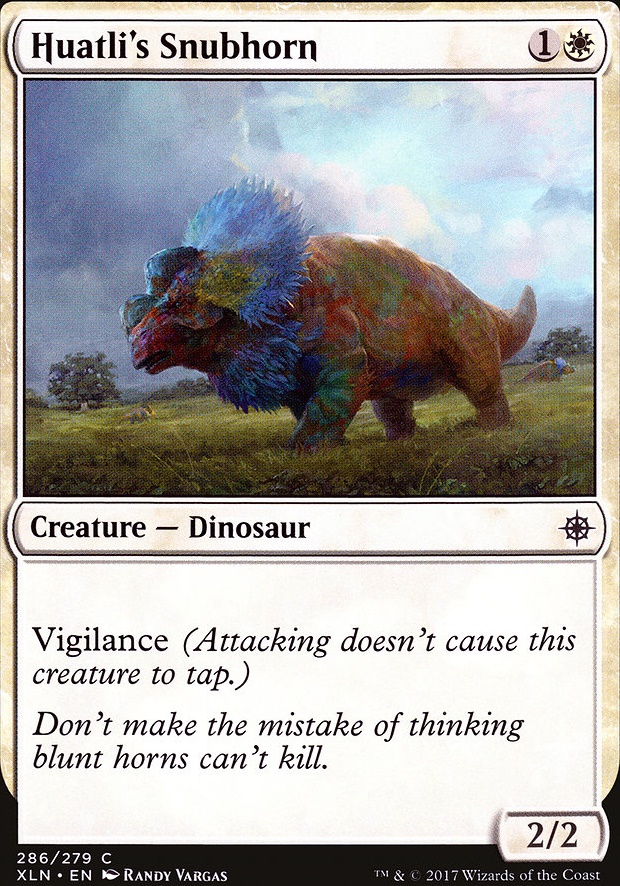 Huatli's Snubhorn 1
Creature — Dinosaur
Vigilance (Attacking doesn't cause this
creature to tap.)
Don't make the mistake of thinking
blunt horns can't kill.
2/2
286/279 C
XLN • EN Randy Vargas
™ & © 2017 Wizards of the Coast